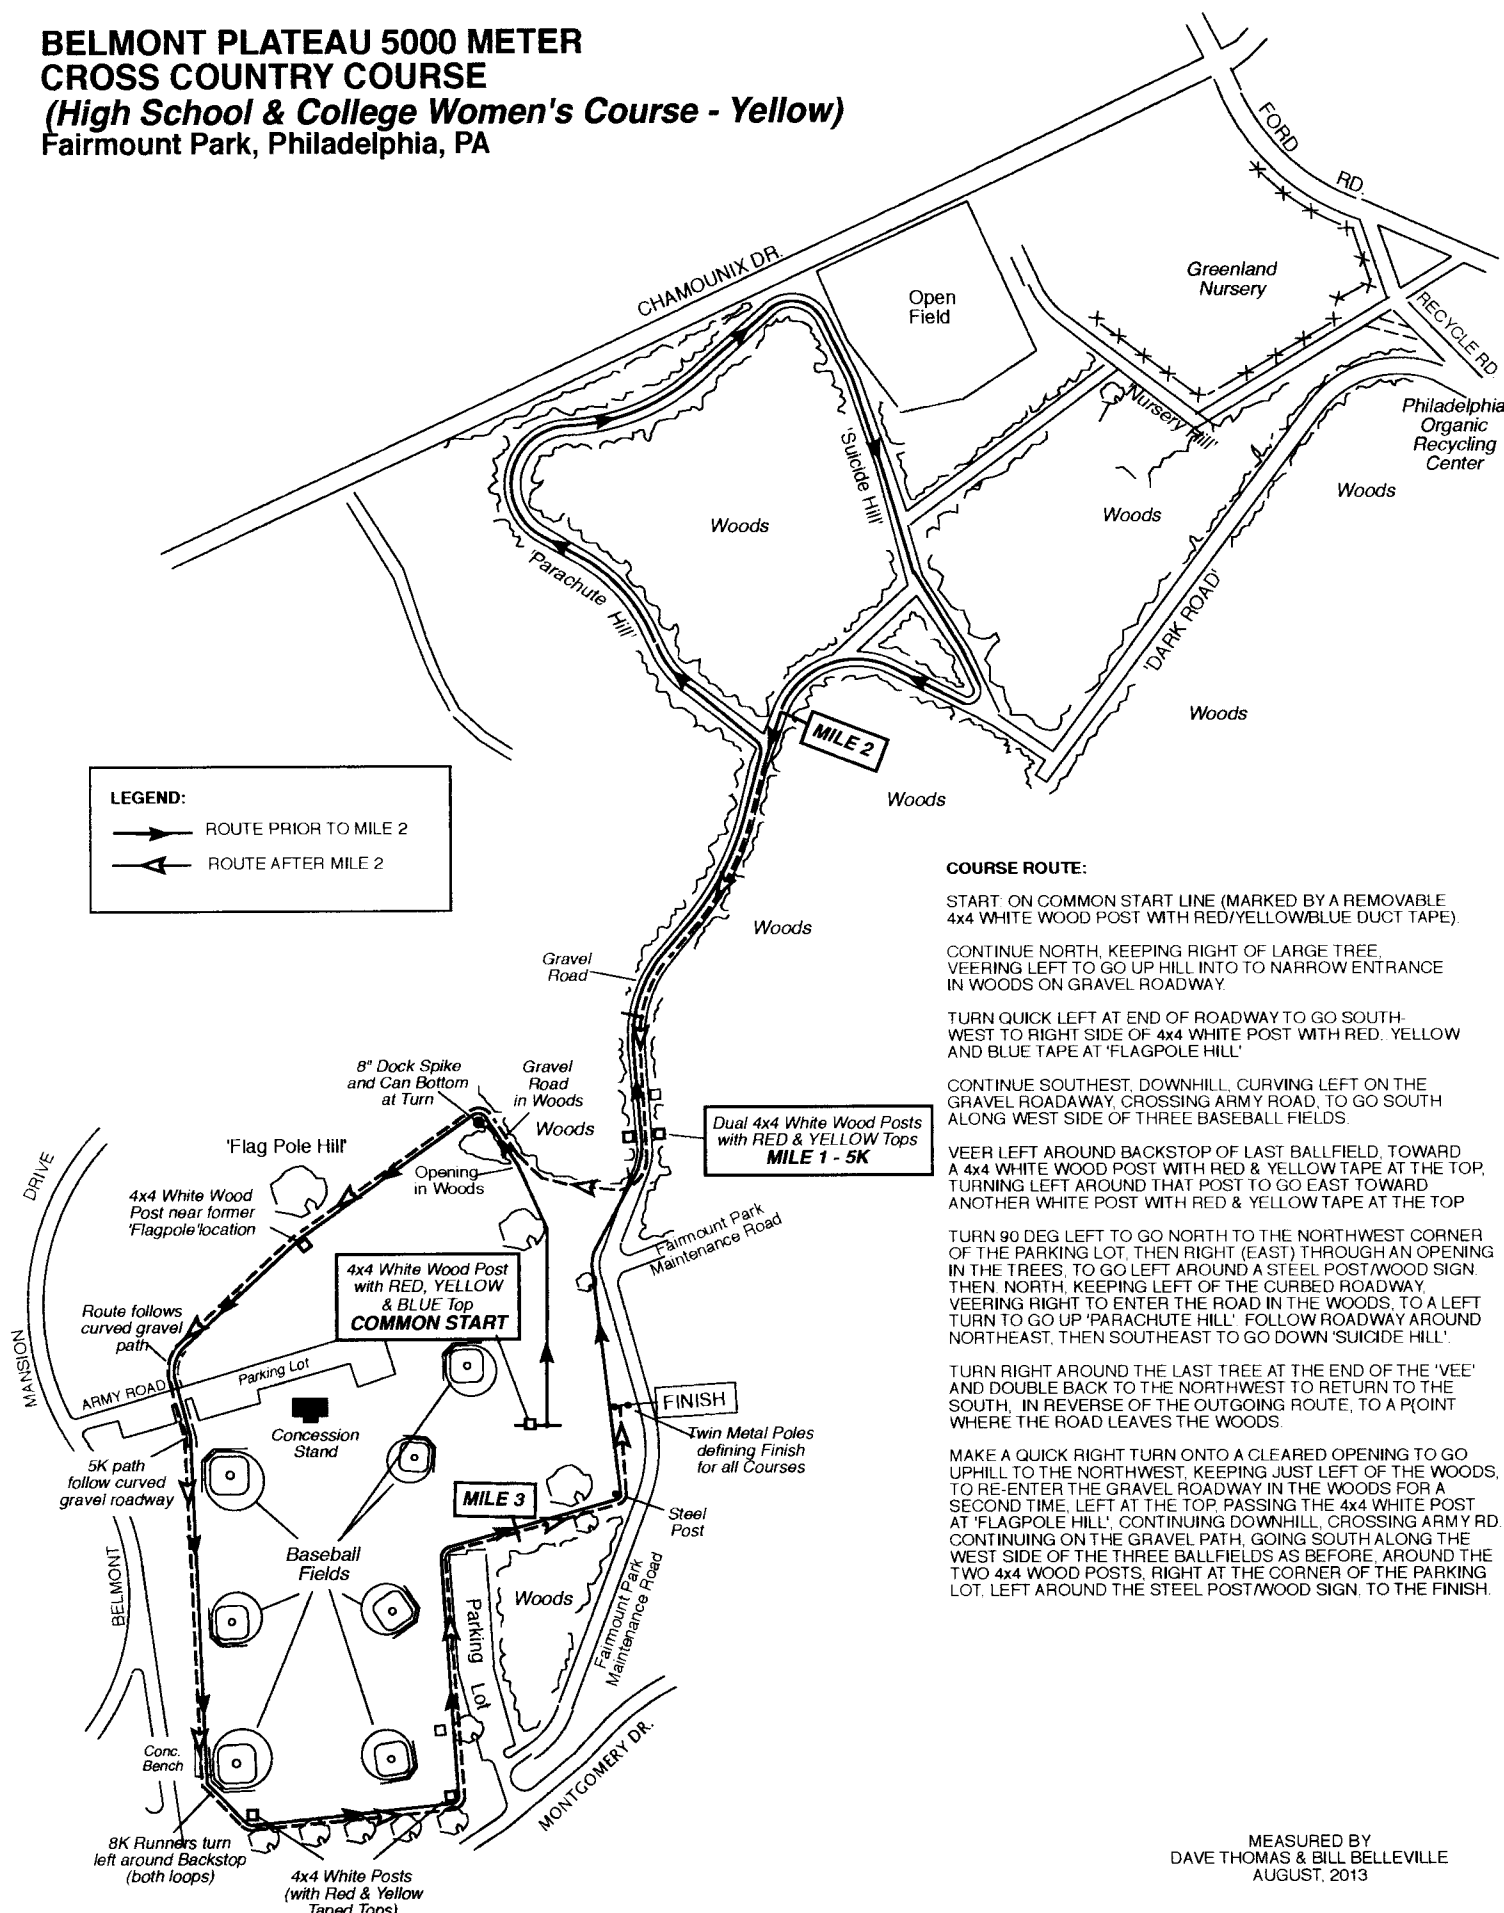 BELMONT PLATEAU 5000 METER
CROSS COUNTRY COURSE
(High School & College Women's Course - Yellow)
Fairmount Park, Philadelphia, PA
FORD
RD.
CHAMOUNIX DR.
Greenland
Nursery
Open
Field
RECYCLE RD.
'Nursery Hill'
Philadelphia
Organic
Recycling
Center
'Suicide Hill'
Woods
Woods
Woods
'Parachute
Hill'
'DARK ROAD'
Woods
MILE 2
Woods
LEGEND:
ROUTE PRIOR TO MILE 2
ROUTE AFTER MILE 2
Woods
Gravel
Road
COURSE ROUTE:
START: ON COMMON START LINE (MARKED BY A REMOVABLE
4x4 WHITE WOOD POST WITH RED/YELLOW/BLUE DUCT TAPE).
CONTINUE NORTH, KEEPING RIGHT OF LARGE TREE,
VEERING LEFT TO GO UP HILL INTO TO NARROW ENTRANCE
IN WOODS ON GRAVEL ROADWAY.
TURN QUICK LEFT AT END OF ROADWAY TO GO SOUTH-
WEST TO RIGHT SIDE OF 4x4 WHITE POST WITH RED, YELLOW
AND BLUE TAPE AT 'FLAGPOLE HILL'
CONTINUE SOUTHEST, DOWNHILL, CURVING LEFT ON THE
GRAVEL ROADAWAY, CROSSING ARMY ROAD, TO GO SOUTH
ALONG WEST SIDE OF THREE BASEBALL FIELDS.
VEER LEFT AROUND BACKSTOP OF LAST BALLFIELD, TOWARD
A 4x4 WHITE WOOD POST WITH RED & YELLOW TAPE AT THE TOP,
TURNING LEFT AROUND THAT POST TO GO EAST TOWARD
ANOTHER WHITE POST WITH RED & YELLOW TAPE AT THE TOP
TURN 90 DEG LEFT TO GO NORTH TO THE NORTHWEST CORNER
OF THE PARKING LOT, THEN RIGHT (EAST) THROUGH AN OPENING
IN THE TREES, TO GO LEFT AROUND A STEEL POST/WOOD SIGN.
THEN NORTH, KEEPING LEFT OF THE CURBED ROADWAY,
VEERING RIGHT TO ENTER THE ROAD IN THE WOODS, TO A LEFT
TURN TO GO UP 'PARACHUTE HILL'. FOLLOW ROADWAY AROUND
NORTHEAST, THEN SOUTHEAST TO GO DOWN 'SUICIDE HILL'.
TURN RIGHT AROUND THE LAST TREE AT THE END OF THE 'VEE'
AND DOUBLE BACK TO THE NORTHWEST TO RETURN TO THE
SOUTH, IN REVERSE OF THE OUTGOING ROUTE, TO A P(OINT
WHERE THE ROAD LEAVES THE WOODS.
MAKE A QUICK RIGHT TURN ONTO A CLEARED OPENING TO GO
UPHILL TO THE NORTHWEST, KEEPING JUST LEFT OF THE WOODS,
TO RE-ENTER THE GRAVEL ROADWAY IN THE WOODS FOR A
SECOND TIME, LEFT AT THE TOP, PASSING THE 4x4 WHITE POST
AT 'FLAGPOLE HILL', CONTINUING DOWNHILL, CROSSING ARMY RD.
CONTINUING ON THE GRAVEL PATH, GOING SOUTH ALONG THE
WEST SIDE OF THE THREE BALLFIELDS AS BEFORE, AROUND THE
TWO 4x4 WOOD POSTS, RIGHT AT THE CORNER OF THE PARKING
LOT, LEFT AROUND THE STEEL POST/WOOD SIGN, TO THE FINISH.
8" Dock Spike
and Can Bottom
at Turn
Gravel
Road
in Woods
Woods
Dual 4x4 White Wood Posts
with RED & YELLOW Tops
MILE 1 - 5K
'Flag Pole Hill'
Opening
in Woods
4x4 White Wood
Post near former
'Flagpole'location
Fairmount Park
Maintenance Road
4x4 White Wood Post
with RED, YELLOW
& BLUE Top
COMMON START
Route follows
curved gravel
path
BELMONT
MANSION
DRIVE
ARMY ROAD
Parking Lot
FINISH
Concession
Stand
Twin Metal Poles
defining Finish
for all Courses
5K path
follow curved
gravel roadway
MILE 3
Steel
Post
Baseball
Fields
Woods
Parking Lot
Fairmount Park
Maintenance Road
Conc.
Bench
MONTGOMERY DR.
8K Runners turn
left around Backstop
(both loops)
4x4 White Posts
(with Red & Yellow
Taped Tops)
MEASURED BY
DAVE THOMAS & BILL BELLEVILLE
AUGUST, 2013